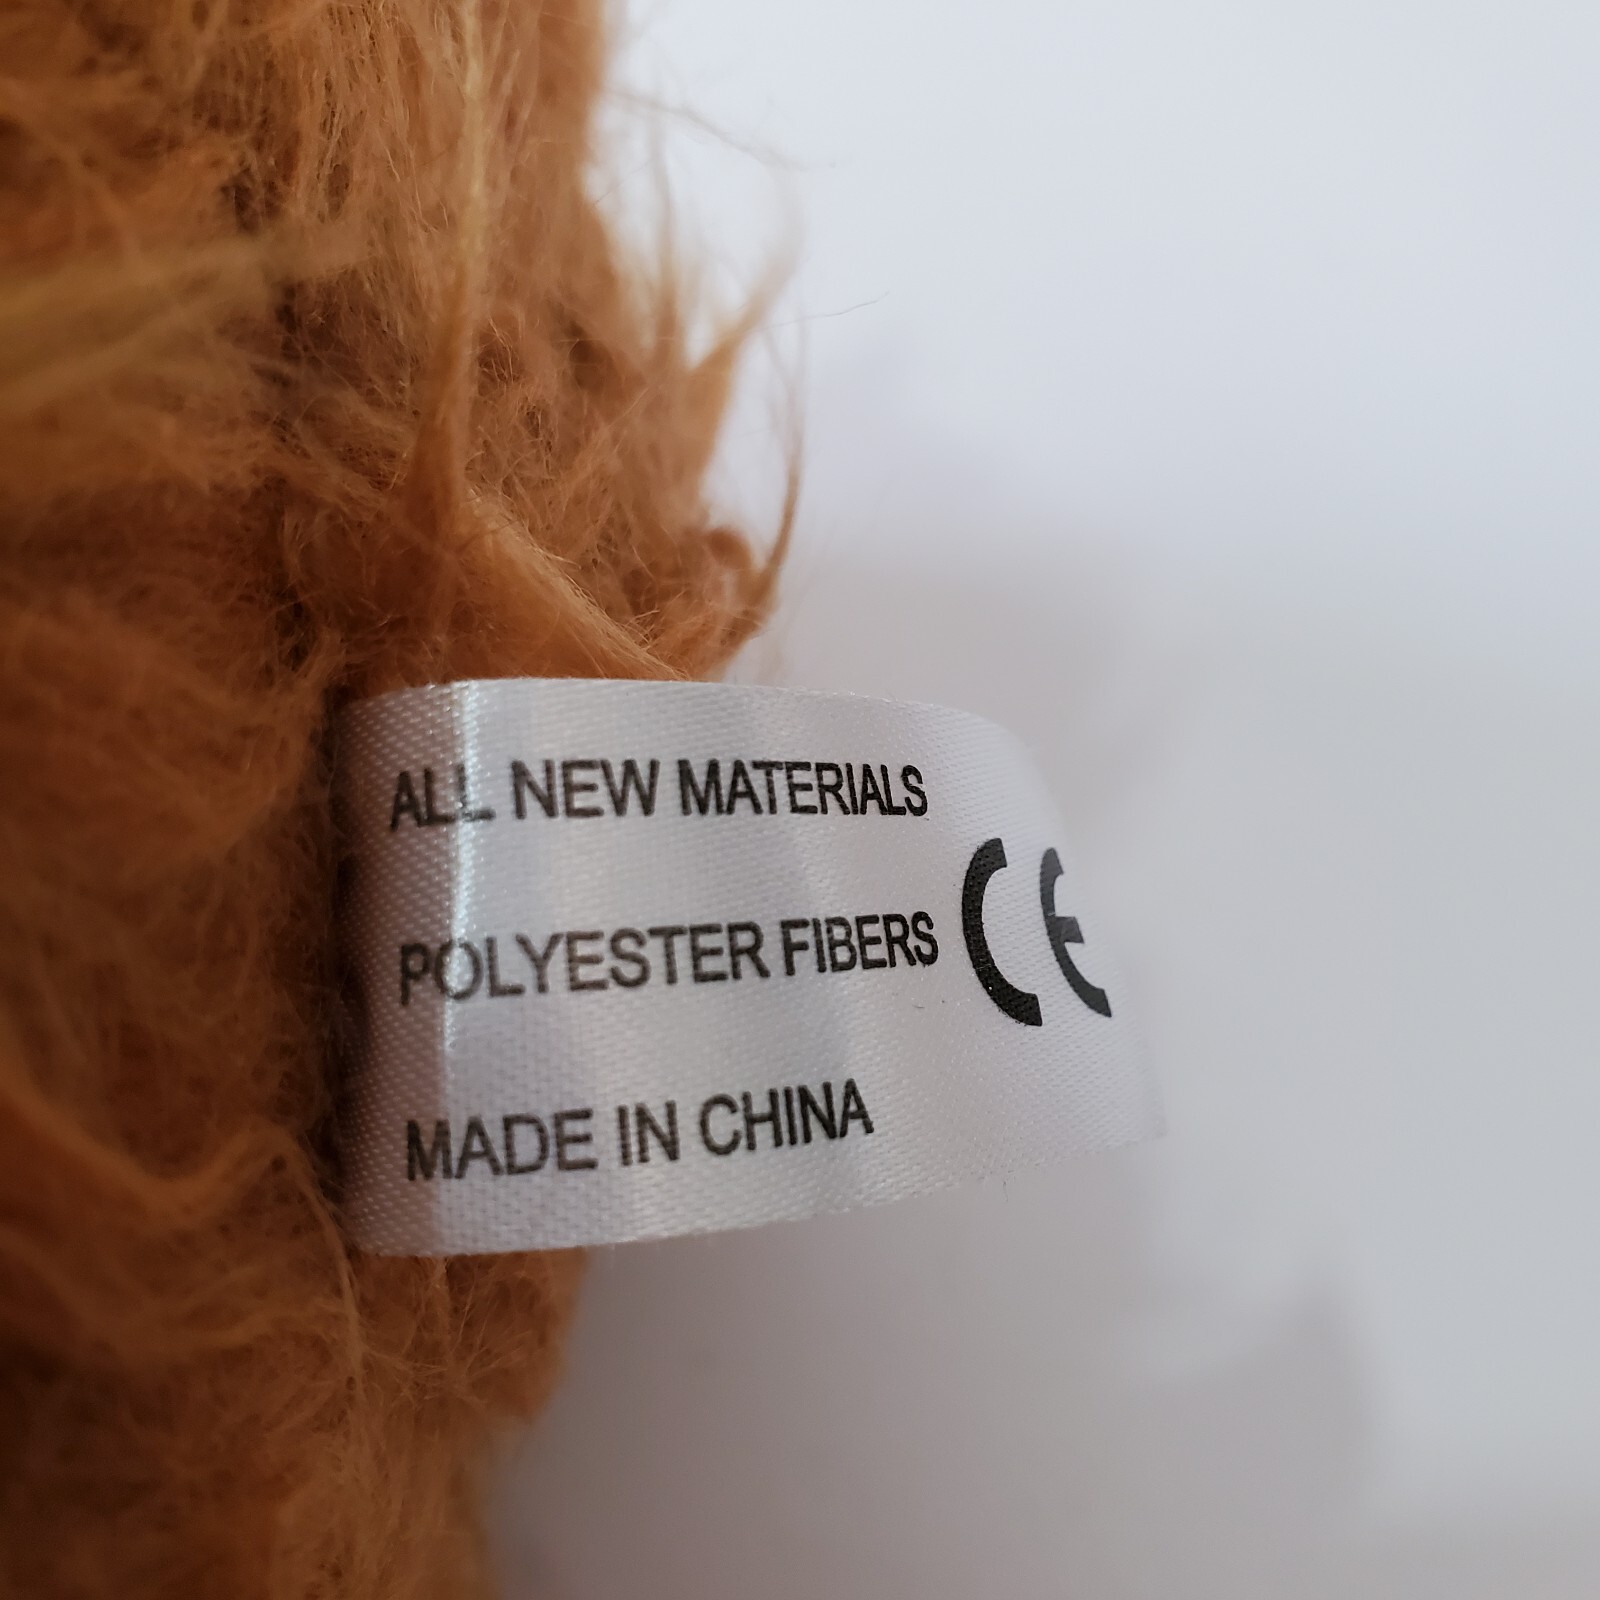 ALL NEW MATERIALS
POLYESTER FIBERS CE
MADE IN CHINA